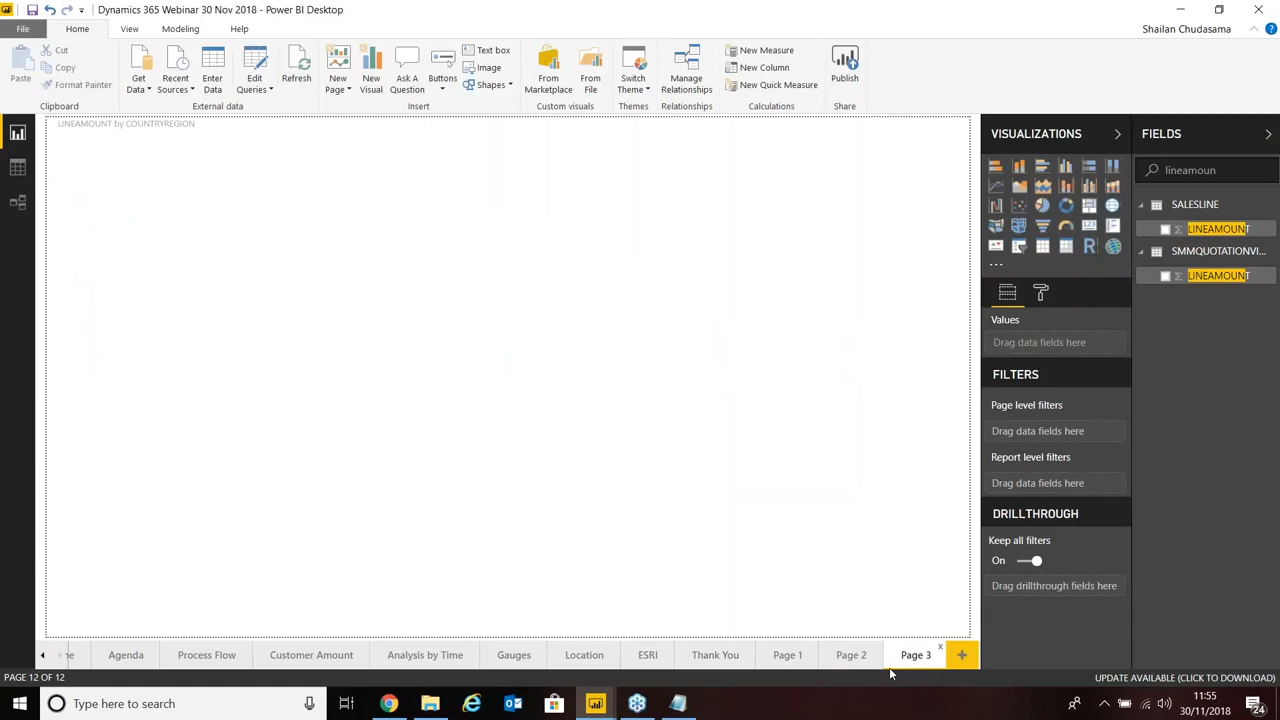 Dynamics 365 Webinar 30 Nov 2018 - Power BI Desktop
File
Home
View
Modeling
Help
Shailan Chudasama
Paste
Cut
Copy
Format Painter
Clipboard
Get Data
Recent Sources
Enter Data
Edit Queries
Refresh
External data
New Page
New Visual
Ask A Question
Buttons
Text box
Image
Shapes
Insert
From Marketplace
From File
Custom visuals
Switch Theme
Themes
Manage Relationships
Relationships
New Measure
New Column
New Quick Measure
Calculations
Publish
Share
LINEAMOUNT by COUNTRYREGION
VISUALIZATIONS
Values
Drag data fields here
FILTERS
Page level filters
Drag data fields here
Report level filters
Drag data fields here
DRILLTHROUGH
Keep all filters
On
Drag drillthrough fields here
FIELDS
lineamoun
SALESLINE
LINEAMOUNT
SMMQUOTATIONVI...
LINEAMOUNT
ne
Agenda
Process Flow
Customer Amount
Analysis by Time
Gauges
Location
ESRI
Thank You
Page 1
Page 2
Page 3
PAGE 12 OF 12
UPDATE AVAILABLE (CLICK TO DOWNLOAD)
Type here to search
11:55
30/11/2018
24